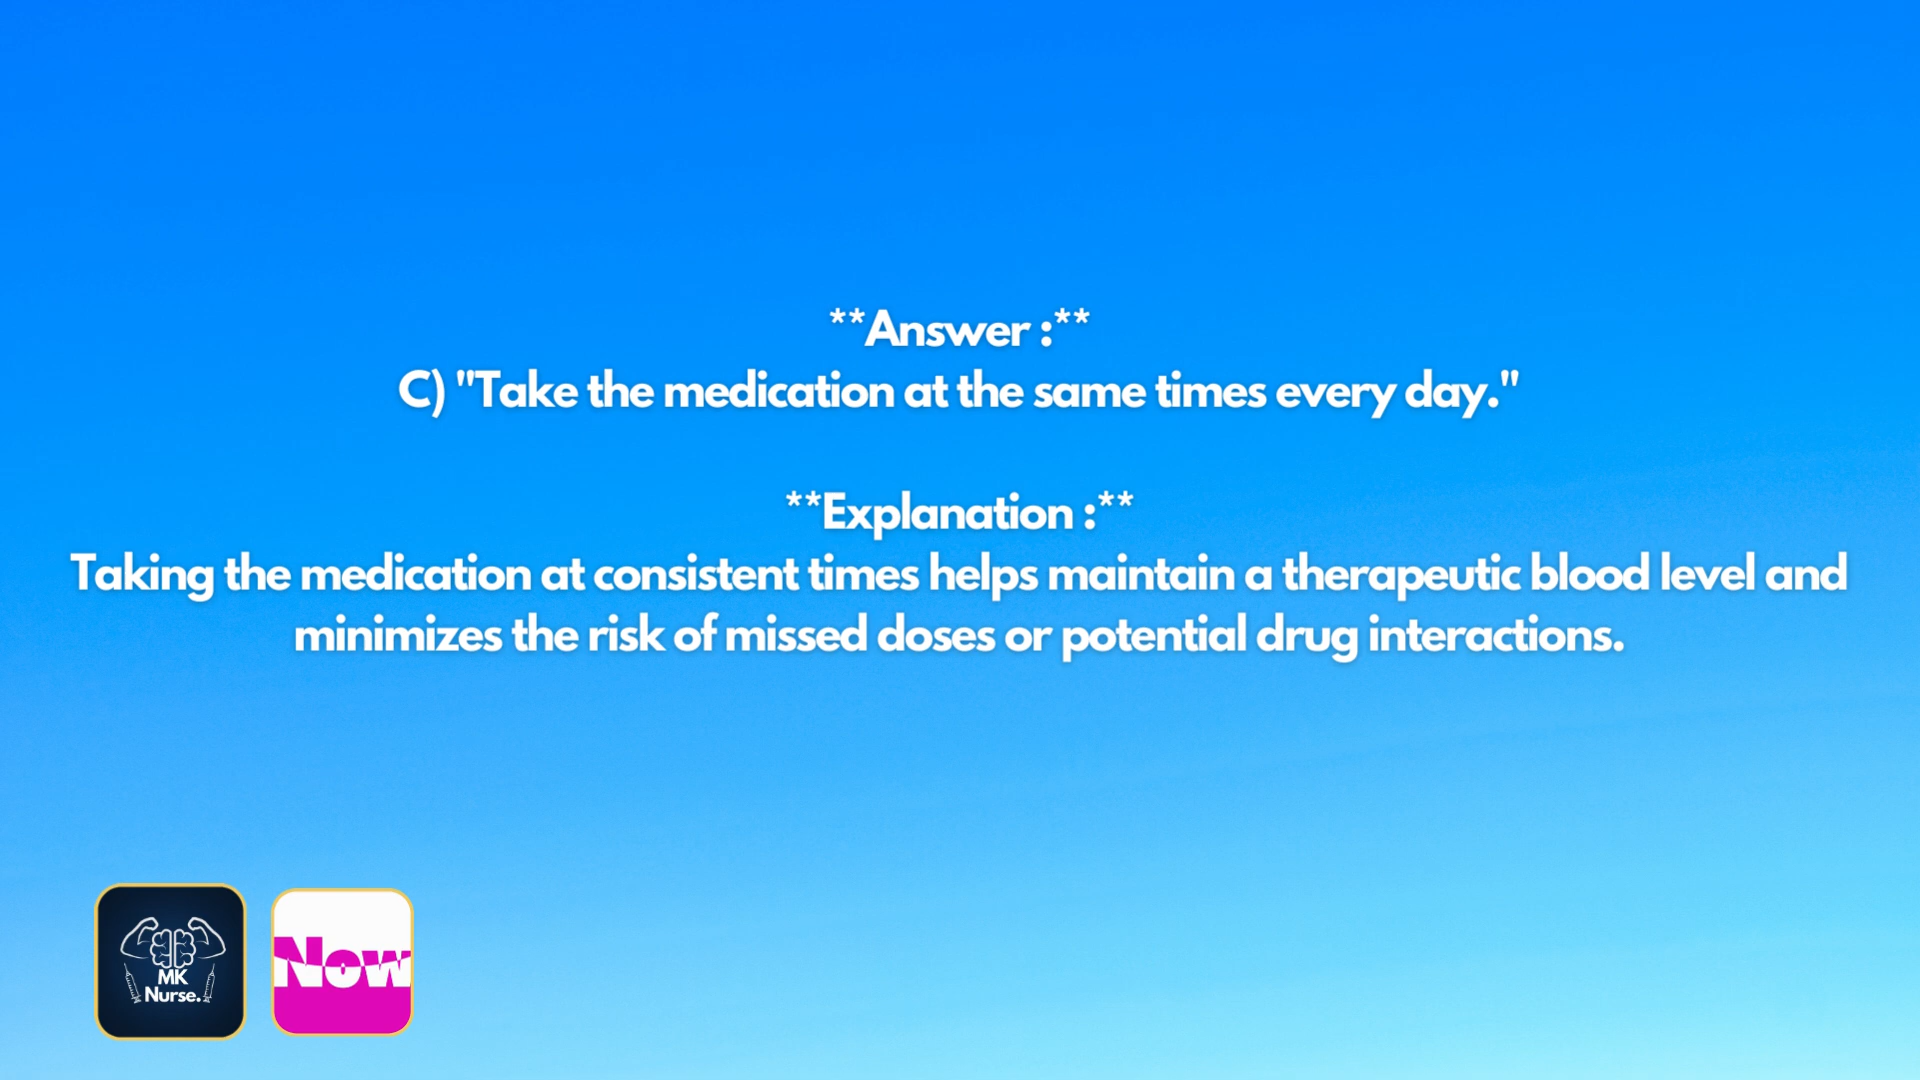 **Answer :**
C) "Take the medication at the same times every day."
**Explanation :**
Taking the medication at consistent times helps maintain a therapeutic blood level and
minimizes the risk of missed doses or potential drug interactions.
MK
Nurse.
Now